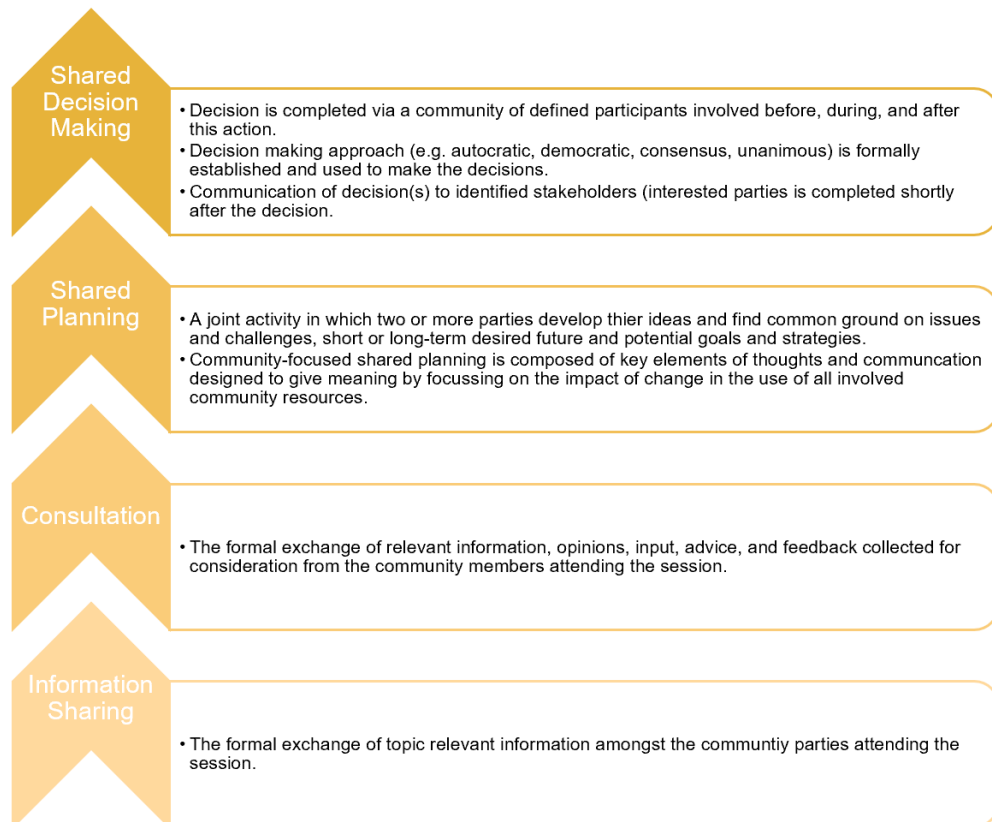 Shared
Decision
Making
• Decision is completed via a community of defined participants involved before, during, and after
this action.
• Decision making approach (e.g. autocratic, democratic, consensus, unanimous) is formally
established and used to make the decisions.
• Communication of decision(s) to identified stakeholders (interested parties is completed shortly
after the decision.
Shared
Planning
• A joint activity in which two or more parties develop thier ideas and find common ground on issues
and challenges, short or long-term desired future and potential goals and strategies.
• Community-focused shared planning is composed of key elements of thoughts and communcation
designed to give meaning by focussing on the impact of change in the use of all involved
community resources.
Consultation
• The formal exchange of relevant information, opinions, input, advice, and feedback collected for
consideration from the community members attending the session.
Information
Sharing
• The formal exchange of topic relevant information amongst the communtiy parties attending the
session.